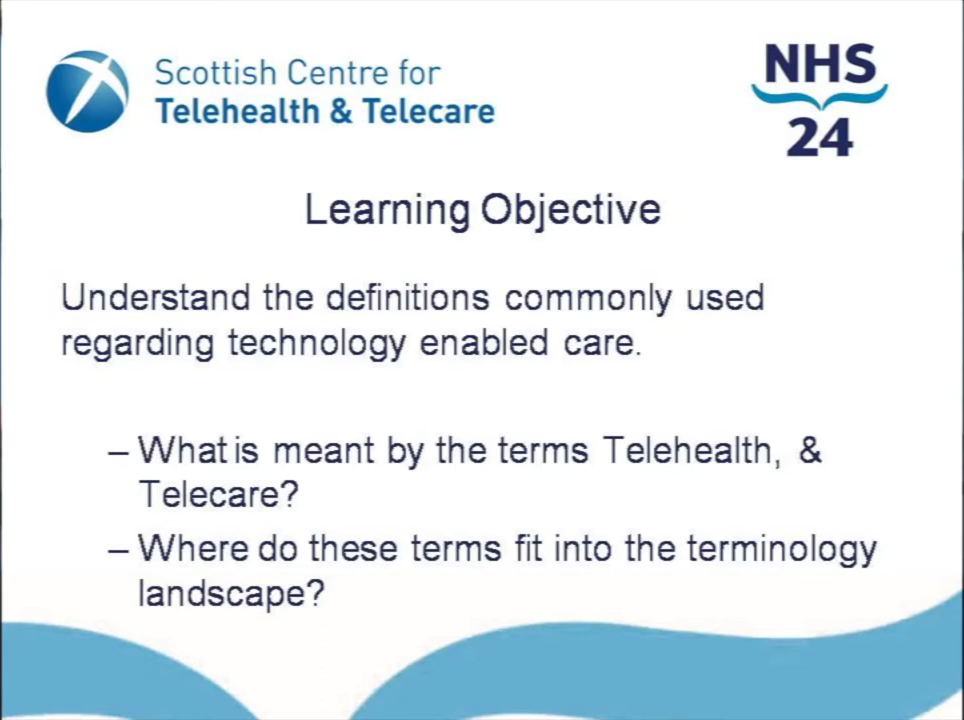 Scottish Centre for
Telehealth & Telecare
NHS
24
Learning Objective
Understand the definitions commonly used
regarding technology enabled care.
– What is meant by the terms Telehealth, &
Telecare?
– Where do these terms fit into the terminology
landscape?